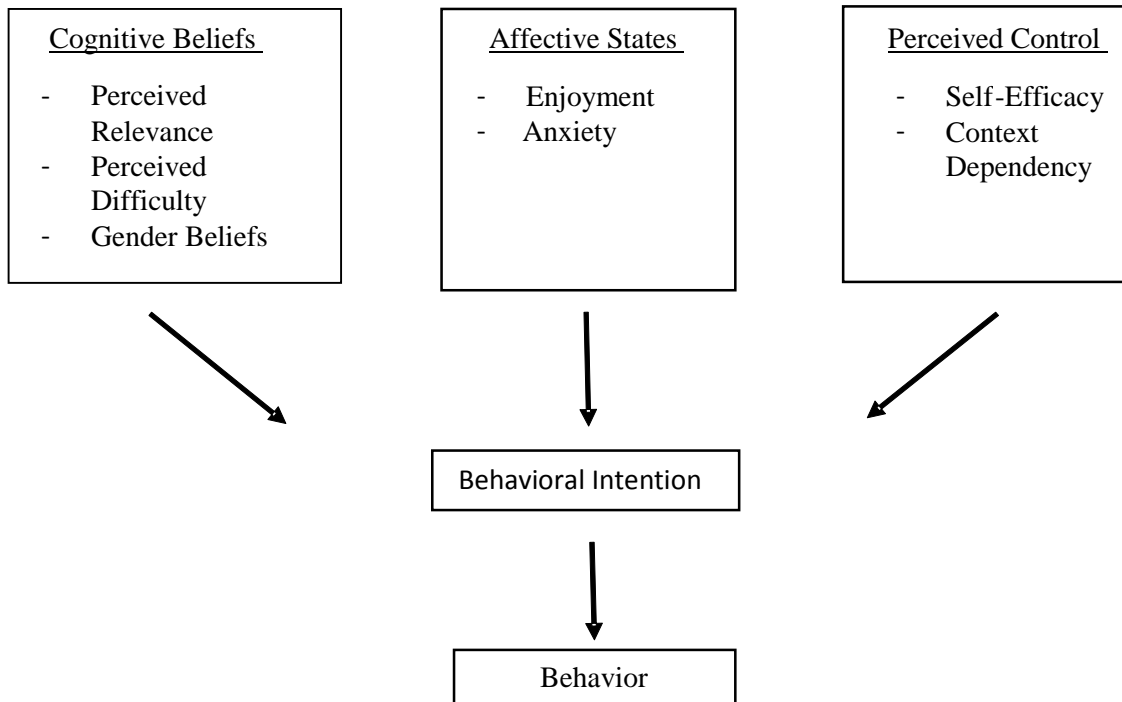 Cognitive Beliefs
- Perceived
Relevance
- Perceived
Difficulty
- Gender Beliefs
Affective States
- Enjoyment
- Anxiety
Perceived Control
- Self-Efficacy
- Context
Dependency
Behavioral Intention
Behavior